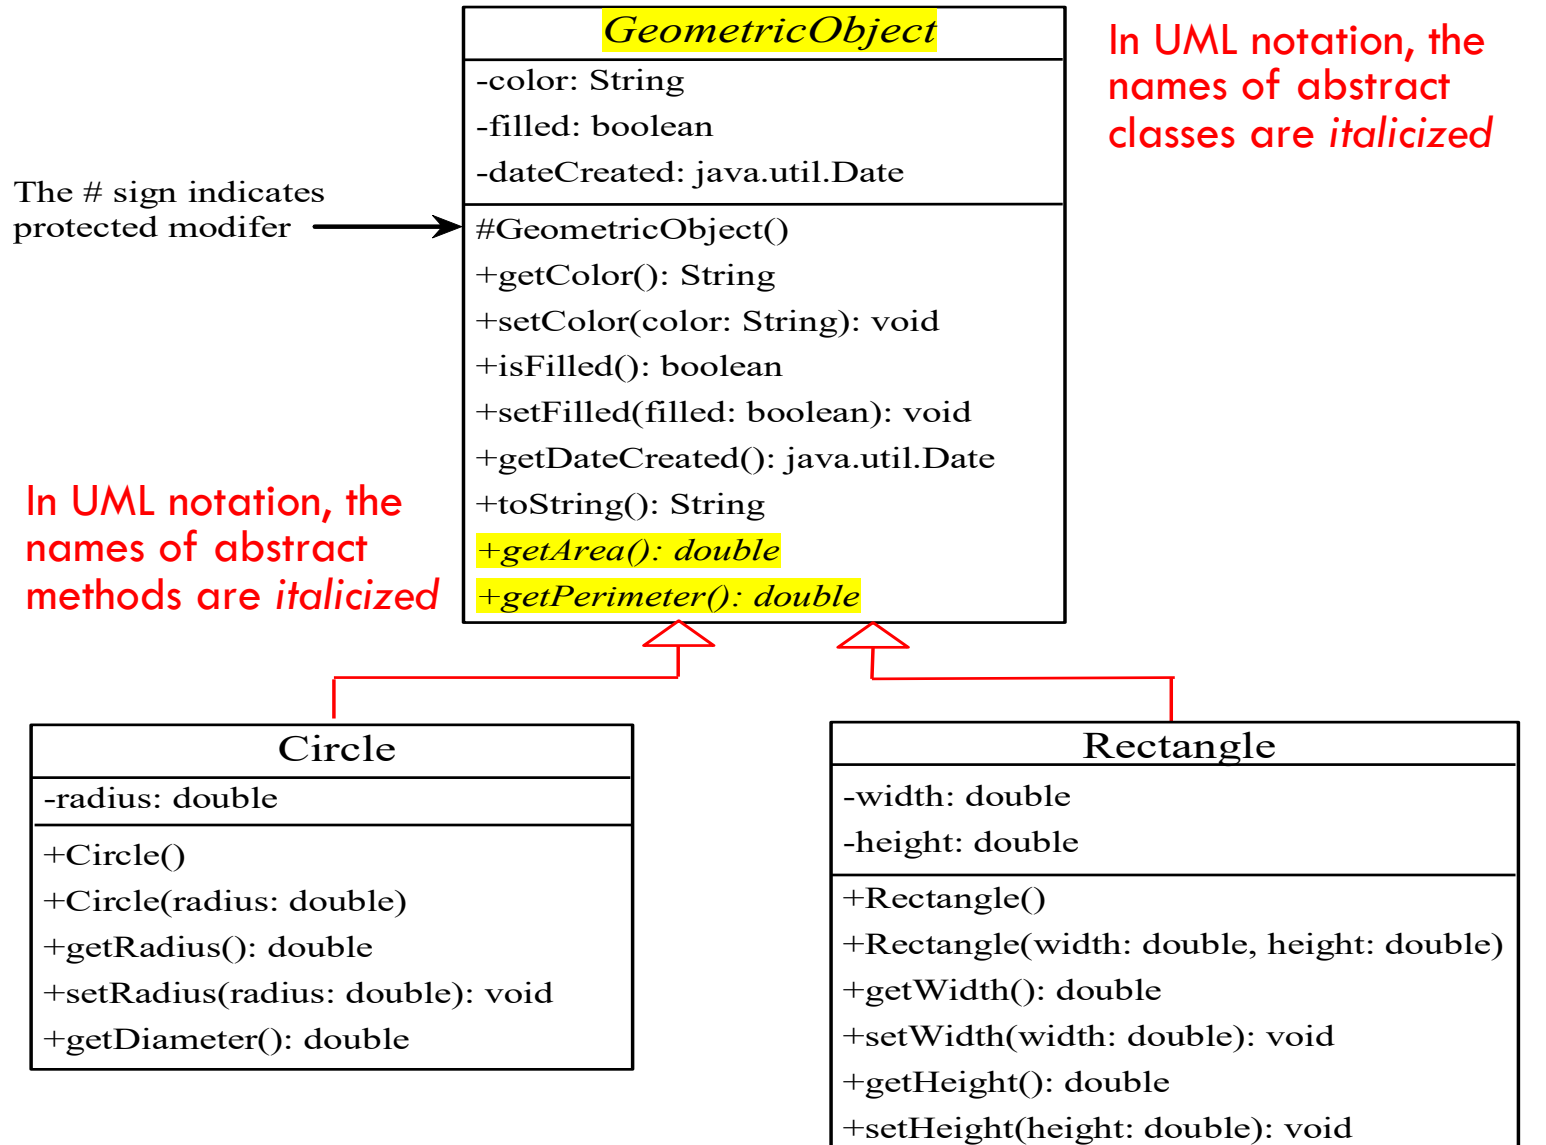 GeometricObject
-color: String
-filled: boolean
-dateCreated: java.util.Date
#GeometricObject()
+getColor(): String
+setColor(color: String): void
+isFilled(): boolean
+setFilled(filled: boolean): void
+getDateCreated(): java.util.Date
+toString(): String
+getArea(): double
+getPerimeter(): double
In UML notation, the
names of abstract
classes are italicized
The # sign indicates
protected modifer
In UML notation, the
names of abstract
methods are italicized
Circle
-radius: double
+Circle()
+Circle(radius: double)
+getRadius(): double
+setRadius(radius: double): void
+getDiameter(): double
Rectangle
-width: double
-height: double
+Rectangle()
+Rectangle(width: double, height: double)
+getWidth(): double
+setWidth(width: double): void
+getHeight(): double
+setHeight(height: double): void